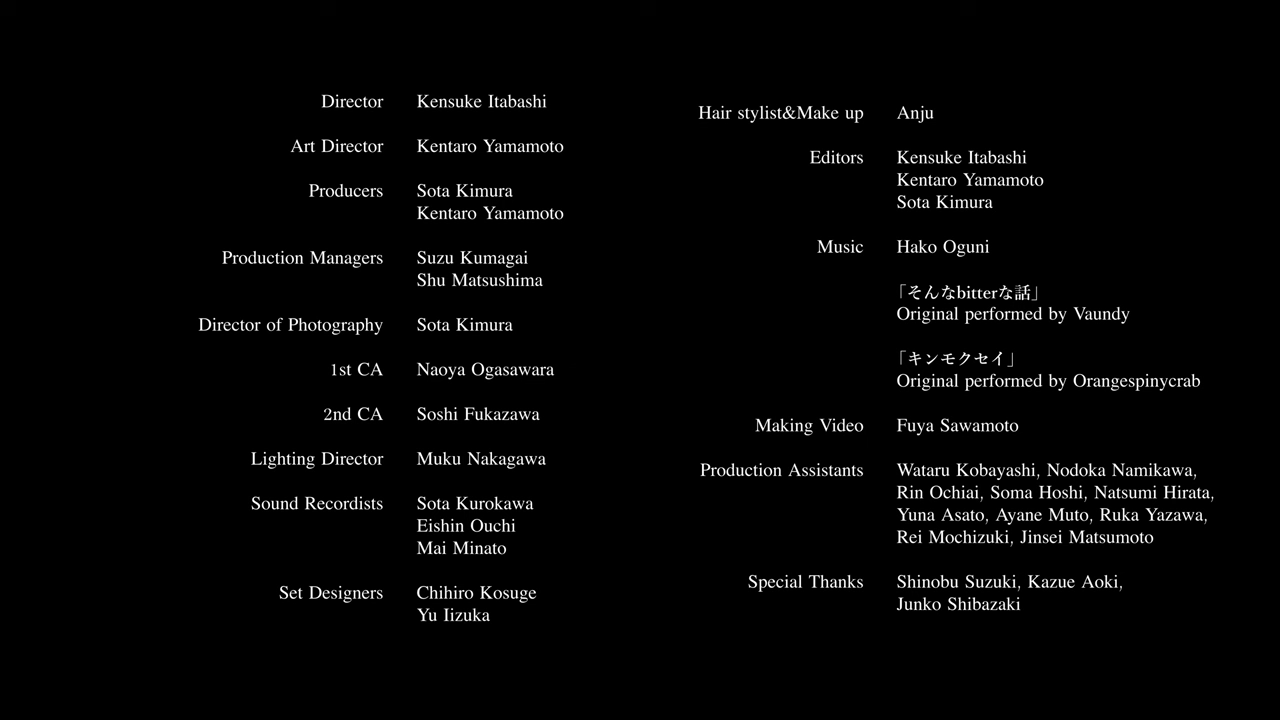 Director Kensuke Itabashi
Art Director Kentaro Yamamoto
Producers Sota Kimura
Kentaro Yamamoto
Production Managers Suzu Kumagai
Shu Matsushima
Director of Photography Sota Kimura
1st CA Naoya Ogasawara
2nd CA Soshi Fukazawa
Lighting Director Muku Nakagawa
Sound Recordists Sota Kurokawa
Eishin Ouchi
Mai Minato
Set Designers Chihiro Kosuge
Yu Iizuka
Hair stylist&Make up Anju
Editors Kensuke Itabashi
Kentaro Yamamoto
Sota Kimura
Music Hako Oguni
「そんなbitterな話」
Original performed by Vaundy
「キンモクセイ」
Original performed by Orangespinycrab
Making Video Fuya Sawamoto
Production Assistants Wataru Kobayashi, Nodoka Namikawa,
Rin Ochiai, Soma Hoshi, Natsumi Hirata,
Yuna Asato, Ayane Muto, Ruka Yazawa,
Rei Mochizuki, Jinsei Matsumoto
Special Thanks Shinobu Suzuki, Kazue Aoki,
Junko Shibazaki